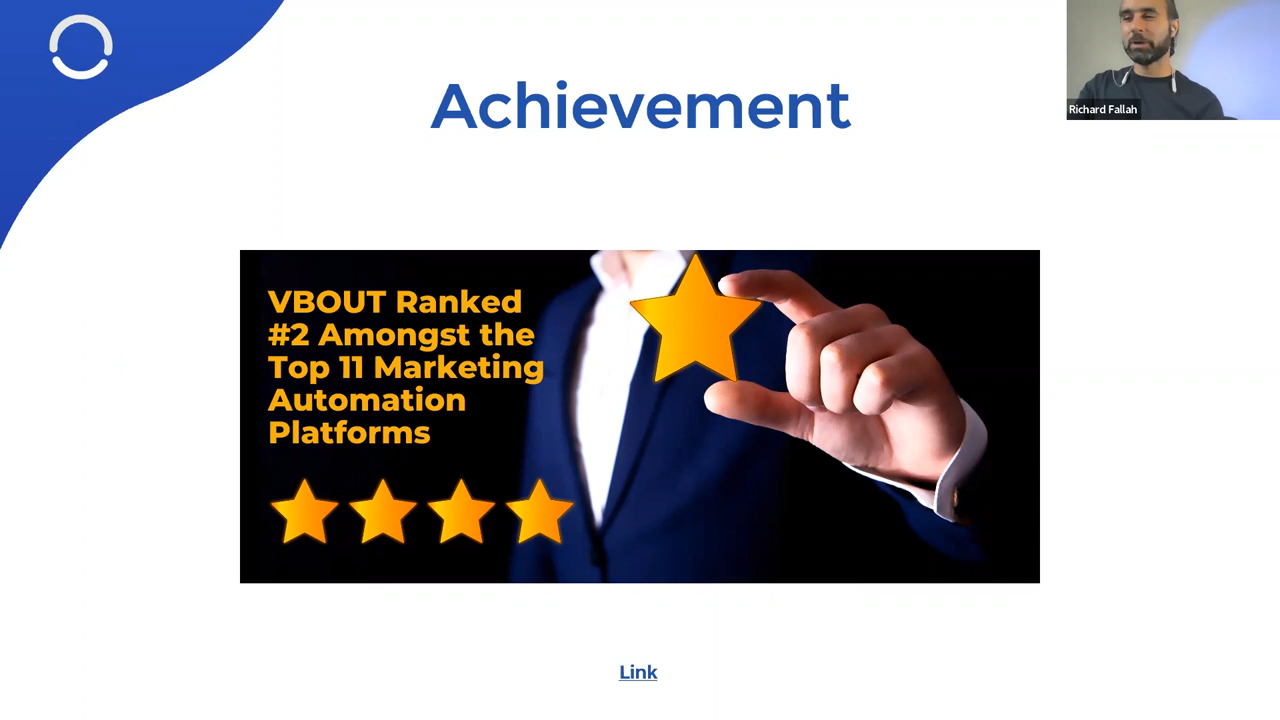 Achievement
Richard Fallah
VBOUT Ranked
#2 Amongst the
Top 11 Marketing
Automation
Platforms
Link